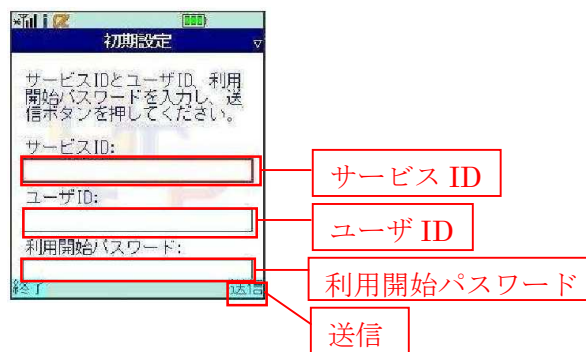 初期設定
サービスIDとユーザID、利用
開始パスワードを入力し、送
信ボタンを押してください。
サービスID:
サービス ID
ユーザID:
ユーザ ID
利用開始パスワード:
利用開始パスワード
終了
送信
送信